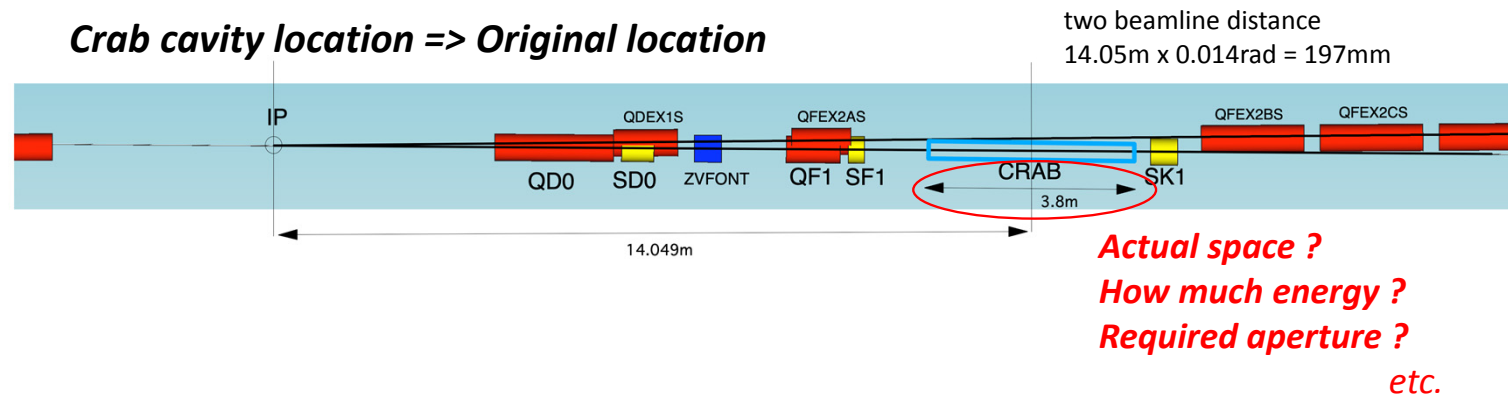 Crab cavity location => Original location
two beamline distance
14.05m x 0.014rad = 197mm
IP
QDEX1S
QFEX2AS
QFEX2BS
QFEX2CS
QD0
SD0
ZVFONT
QF1
SF1
CRAB
SK1
3.8m
14.049m
Actual space ?
How much energy ?
Required aperture ?
etc.